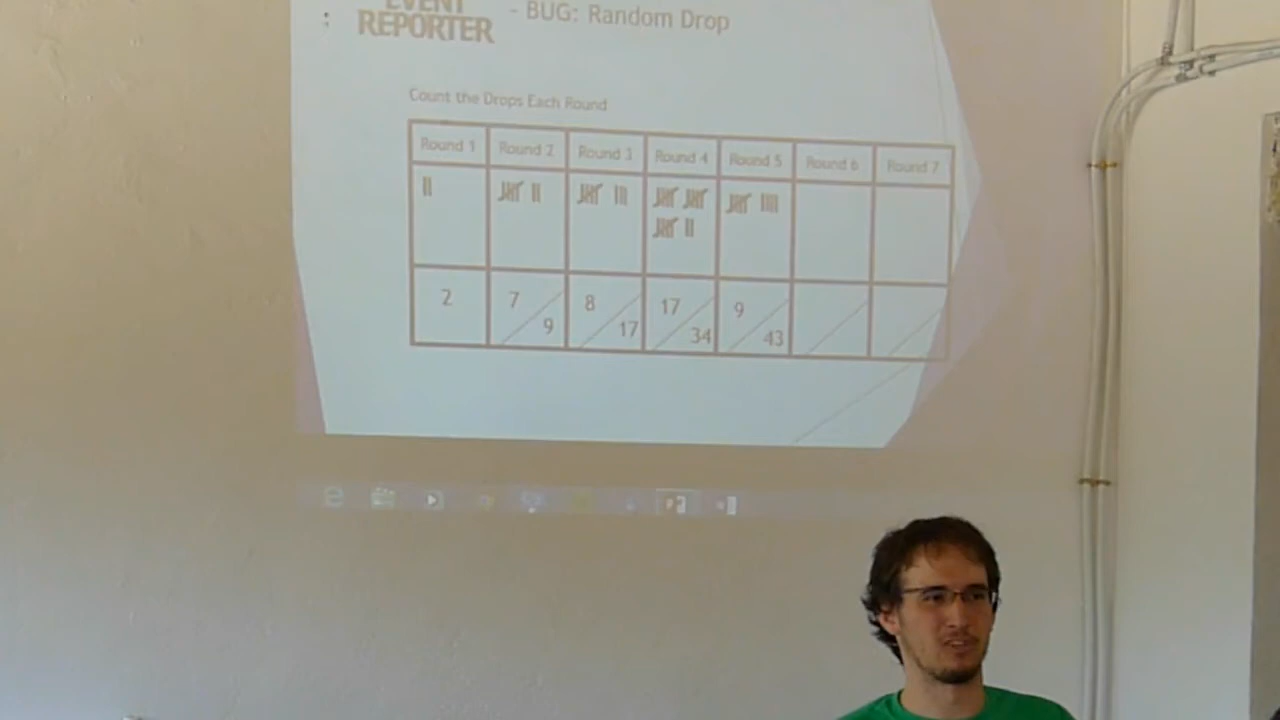 EVENT
REPORTER
- BUG: Random Drop
Count the Drops Each Round
Round 1 Round 2 Round 3 Round 4 Round 5 Round 6 Round 7
2 7 9 8 17 17 34 9 43